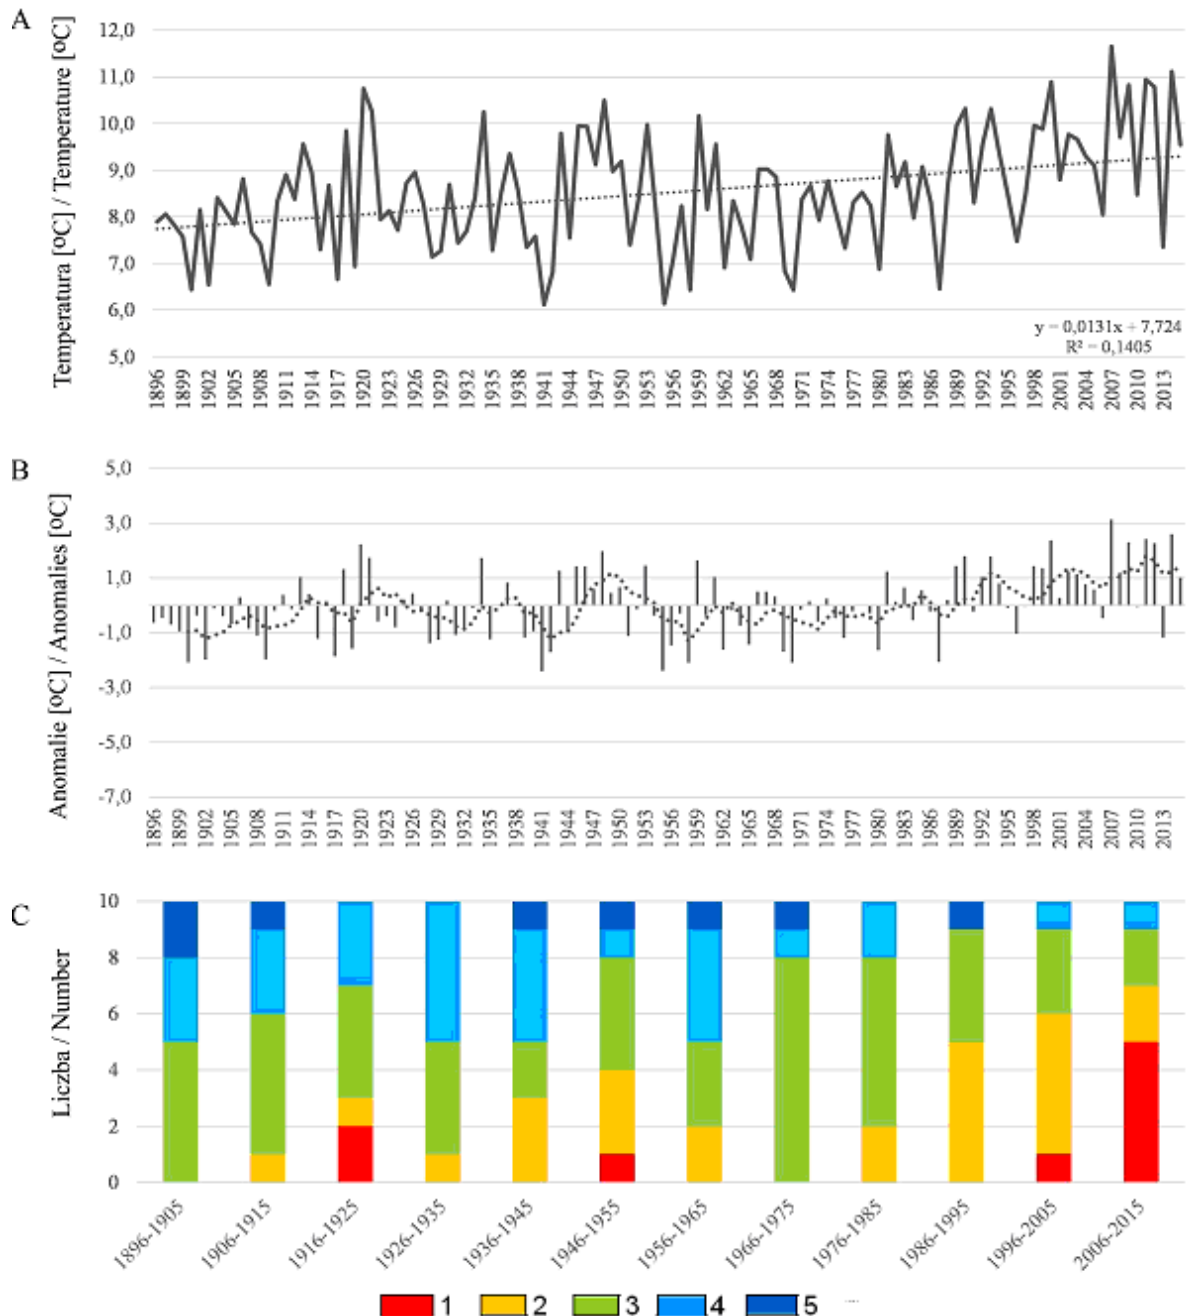 A
Temperatura [oC] / Temperature [oC]
12,0
11,0
10,0
9,0
8,0
7,0
6,0
5,0
y = 0,0131x + 7,724
R² = 0,1405
1896 1899 1902 1905 1908 1911 1914 1917 1920 1923 1926 1929 1932 1935 1938 1941 1944 1947 1950 1953 1956 1959 1962 1965 1968 1971 1974 1977 1980 1983 1986 1989 1992 1995 1998 2001 2004 2007 2010 2013
B
Anomalie [oC] / Anomalies [oC]
5,0
3,0
1,0
-1,0
-3,0
-5,0
-7,0
1896 1899 1902 1905 1908 1911 1914 1917 1920 1923 1926 1929 1932 1935 1938 1941 1944 1947 1950 1953 1956 1959 1962 1965 1968 1971 1974 1977 1980 1983 1986 1989 1992 1995 1998 2001 2004 2007 2010 2013
C
Liczba / Number
10
8
6
4
2
0
1896-1905 1906-1915 1916-1925 1926-1935 1936-1945 1946-1955 1956-1965 1966-1975 1976-1985 1986-1995 1996-2005 2006-2015
1 2 3 4 5